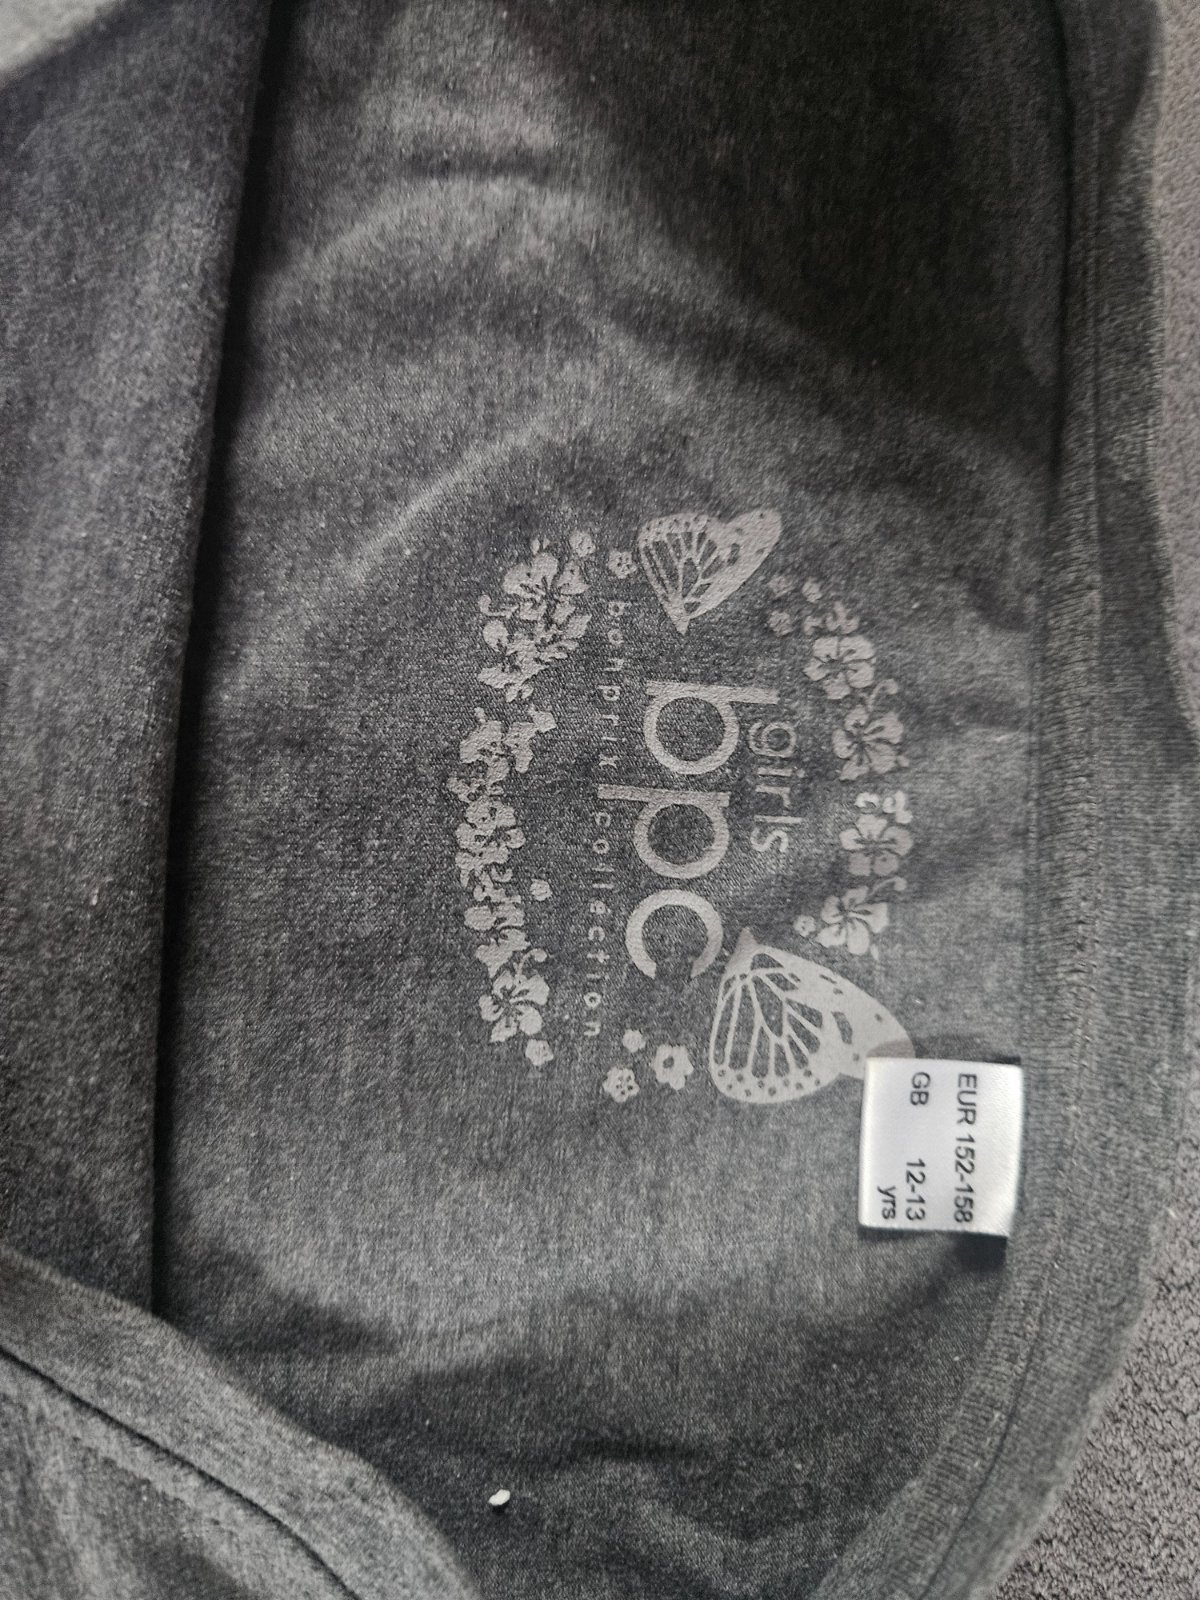 girls
bpc
bonprix collection
EUR 152-158
GB 12-13
yrs